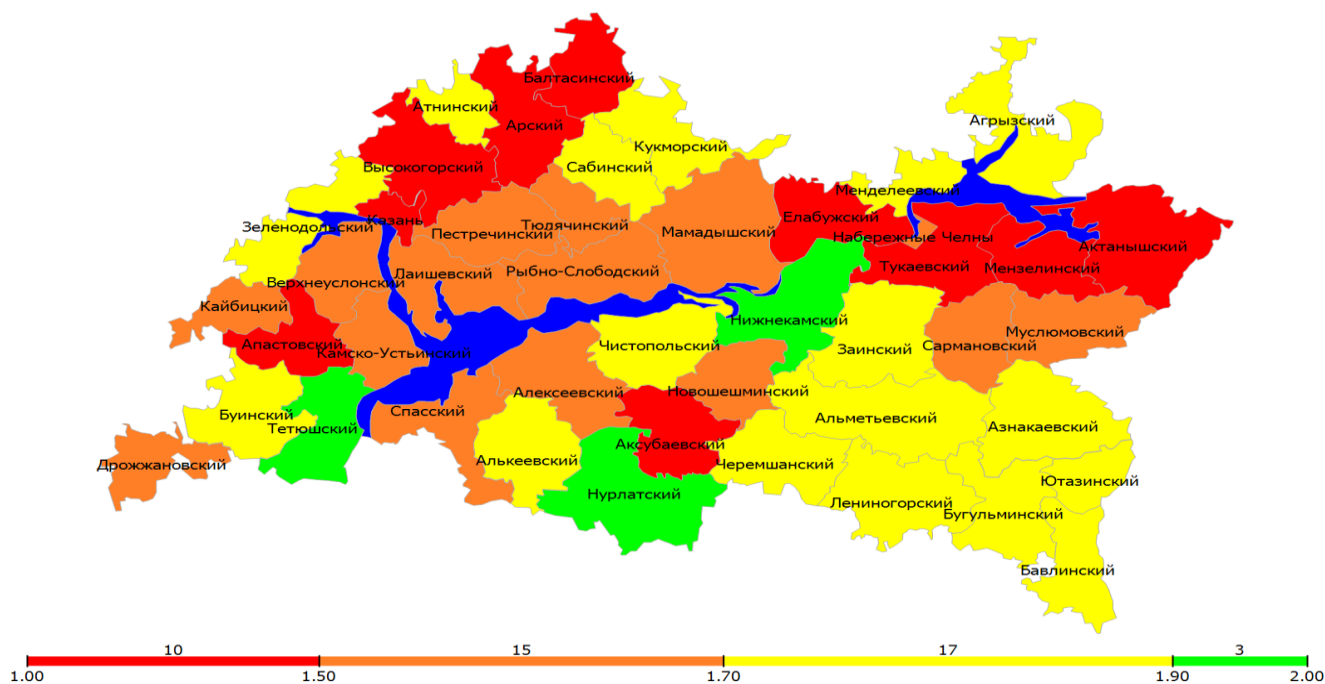 Балтасинский
Атнинский
Агрызский
Арский
Кукморский
Высокогорский
Сабинский
Менделеевский
Елабужский
Казань
Зеленодольский
Тюлячинский
Пестречинский
Мамадышский
Набережные Челны
Актанышский
Тукаевский
Мензелинский
Лаишевский
Рыбно-Слободский
Верхнеуслонский
Кайбицкий
Нижнекамский
Муслюмовский
Апастовский
Чистопольский
Сармановский
Заинский
Камско-Устьинский
Алексеевский
Новошешминский
Спасский
Буинский
Альметьевский
Тетюшский
Азнакаевский
Аксубаевский
Дрожжановский
Алькеевский
Черемшанский
Ютазинский
Нурлатский
Лениногорский
Бугульминский
Бавлинский
10 15 17 3
1.00 1.50 1.70 1.90 2.00